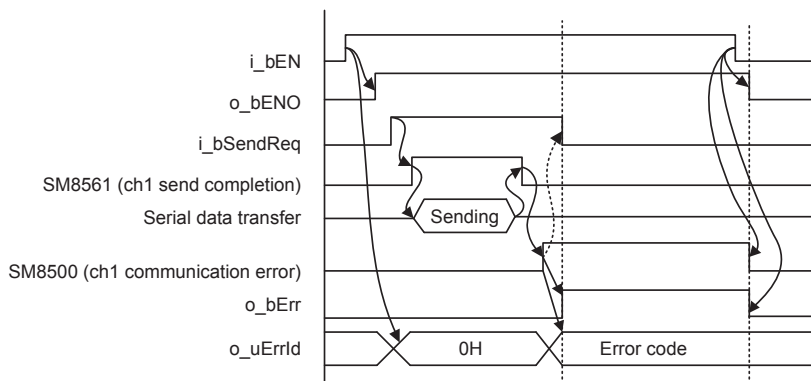 i_bEN
o_bENO
i_bSendReq
SM8561 (ch1 send completion)
Serial data transfer
Sending
SM8500 (ch1 communication error)
o_bErr
o_uErrId
0H
Error code